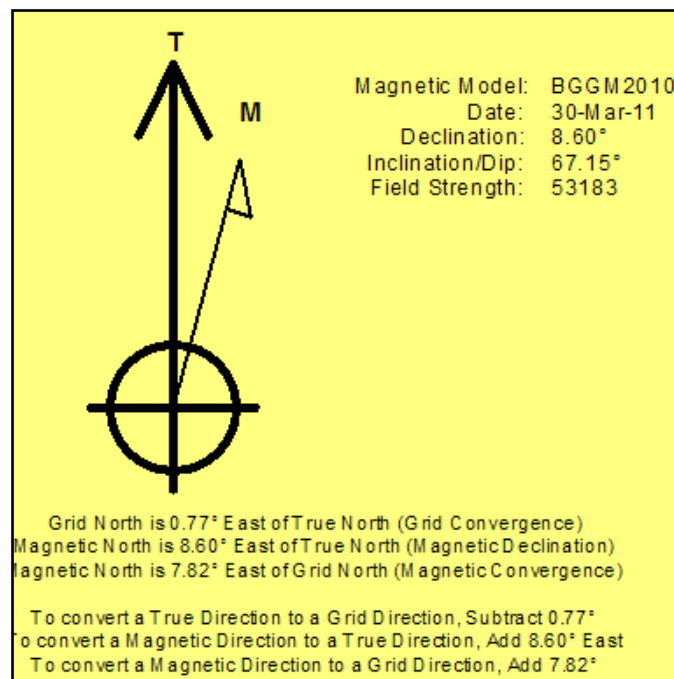 T
M
Magnetic Model: BGGM2010
Date: 30-Mar-11
Declination: 8.60°
Inclination/Dip: 67.15°
Field Strength: 53183
Grid North is 0.77° East of True North (Grid Convergence)
Magnetic North is 8.60° East of True North (Magnetic Declination)
Magnetic North is 7.82° East of Grid North (Magnetic Convergence)
To convert a True Direction to a Grid Direction, Subtract 0.77°
To convert a Magnetic Direction to a True Direction, Add 8.60° East
To convert a Magnetic Direction to a Grid Direction, Add 7.82°